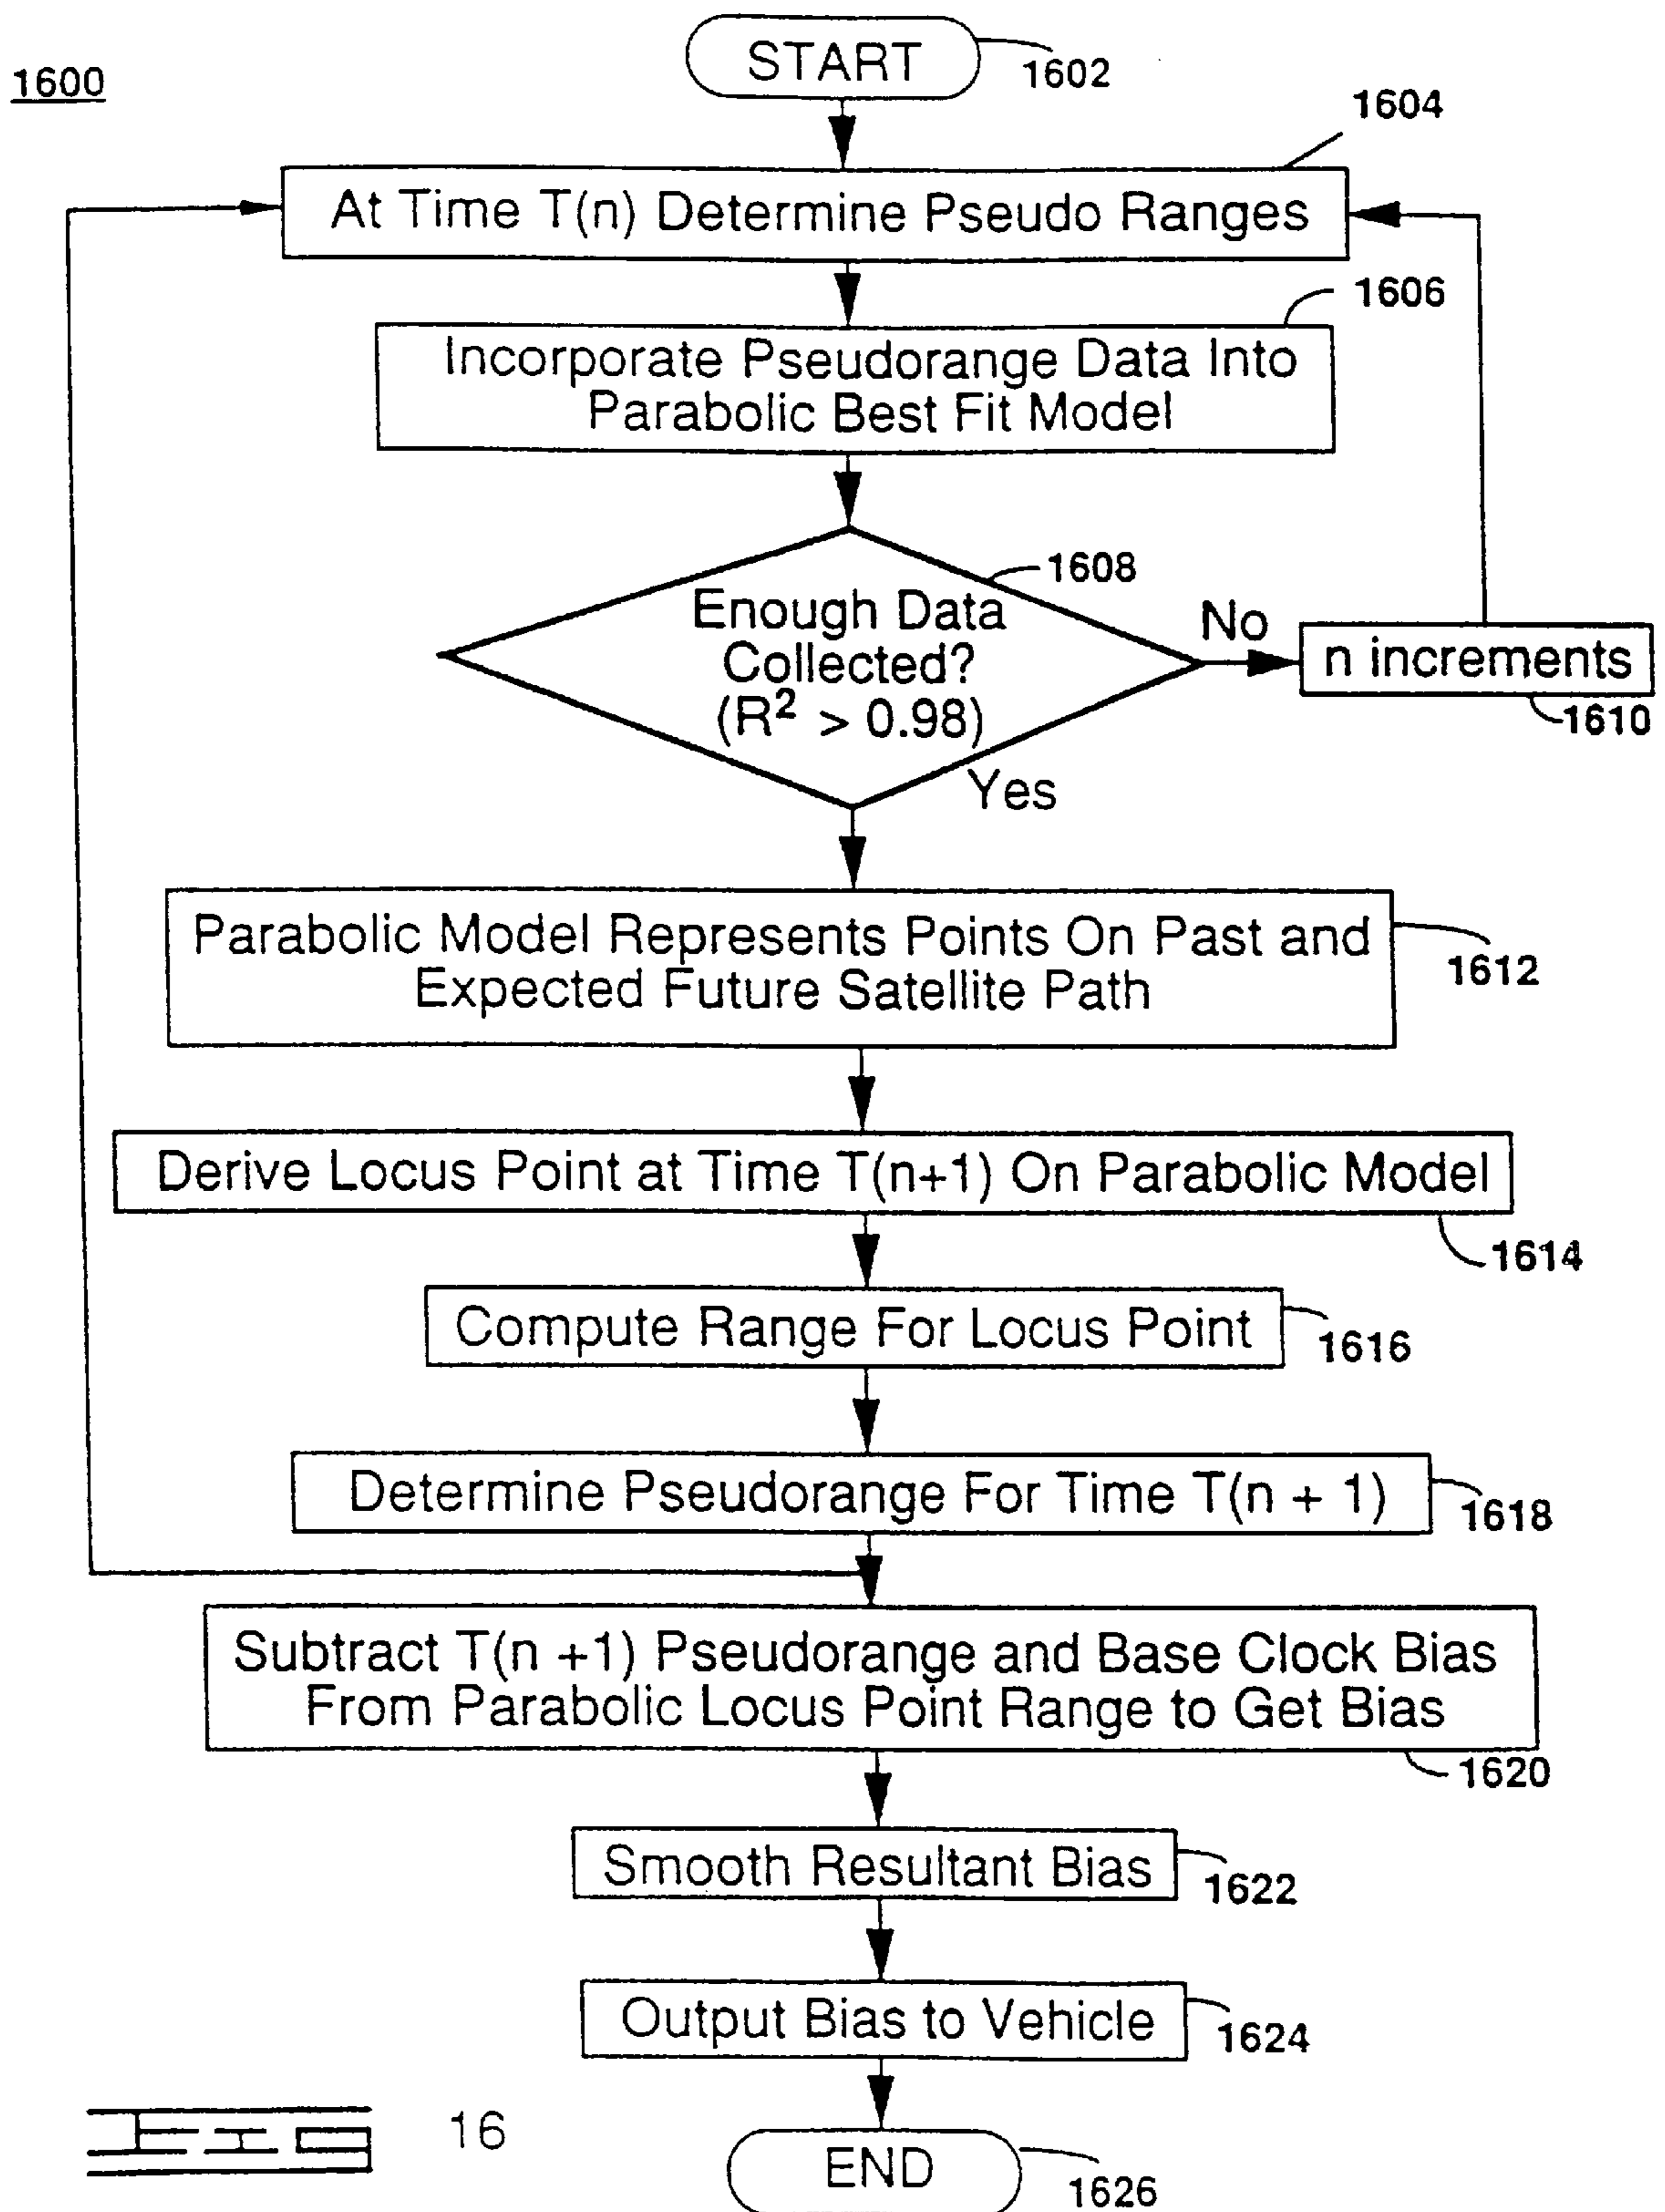 1600
START
1602
1604
At Time T(n) Determine Pseudo Ranges
1606
Incorporate Pseudorange Data Into
Parabolic Best Fit Model
1608
Enough Data
Collected?
(R² > 0.98)
No
n increments
1610
Yes
Parabolic Model Represents Points On Past and
Expected Future Satellite Path
1612
Derive Locus Point at Time T(n+1) On Parabolic Model
1614
Compute Range For Locus Point
1616
Determine Pseudorange For Time T(n + 1)
1618
Subtract T(n +1) Pseudorange and Base Clock Bias
From Parabolic Locus Point Range to Get Bias
1620
Smooth Resultant Bias
1622
Output Bias to Vehicle
1624
END
1626
16